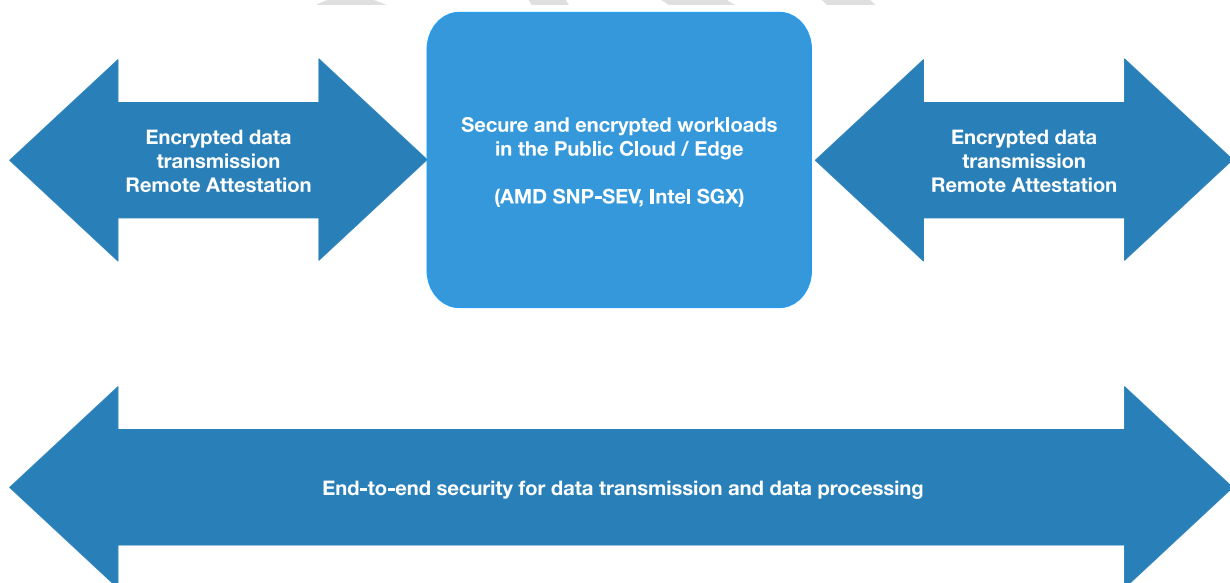 Encrypted data
transmission
Remote Attestation
Secure and encrypted workloads
in the Public Cloud / Edge
(AMD SNP-SEV, Intel SGX)
Encrypted data
transmission
Remote Attestation
End-to-end security for data transmission and data processing